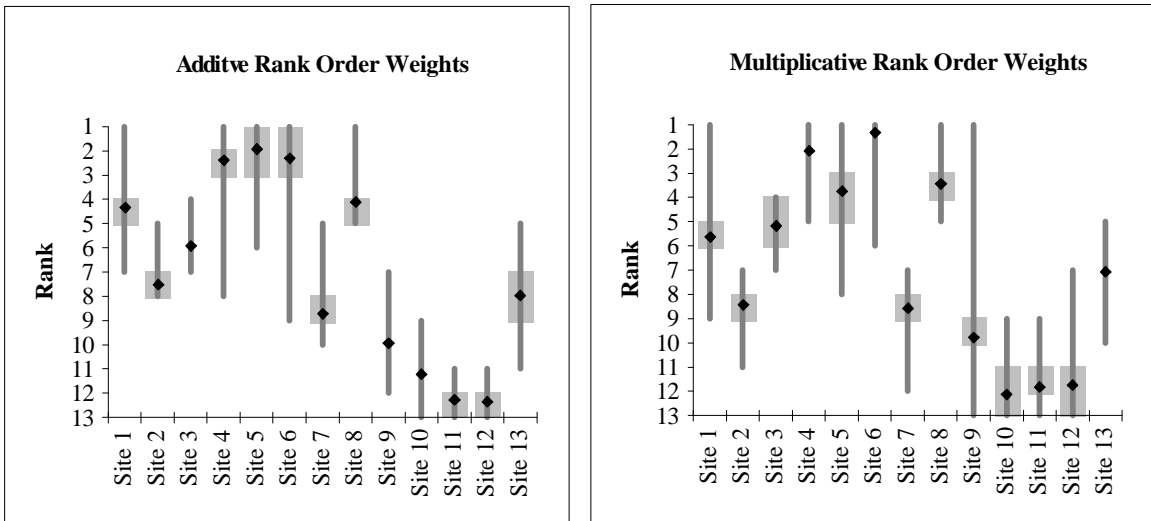 Additve Rank Order Weights
Rank
1
2
3
4
5
6
7
8
9
10
11
12
13
Site 1
Site 2
Site 3
Site 4
Site 5
Site 6
Site 7
Site 8
Site 9
Site 10
Site 11
Site 12
Site 13
Multiplicative Rank Order Weights
Rank
1
2
3
4
5
6
7
8
9
10
11
12
13
Site 1
Site 2
Site 3
Site 4
Site 5
Site 6
Site 7
Site 8
Site 9
Site 10
Site 11
Site 12
Site 13